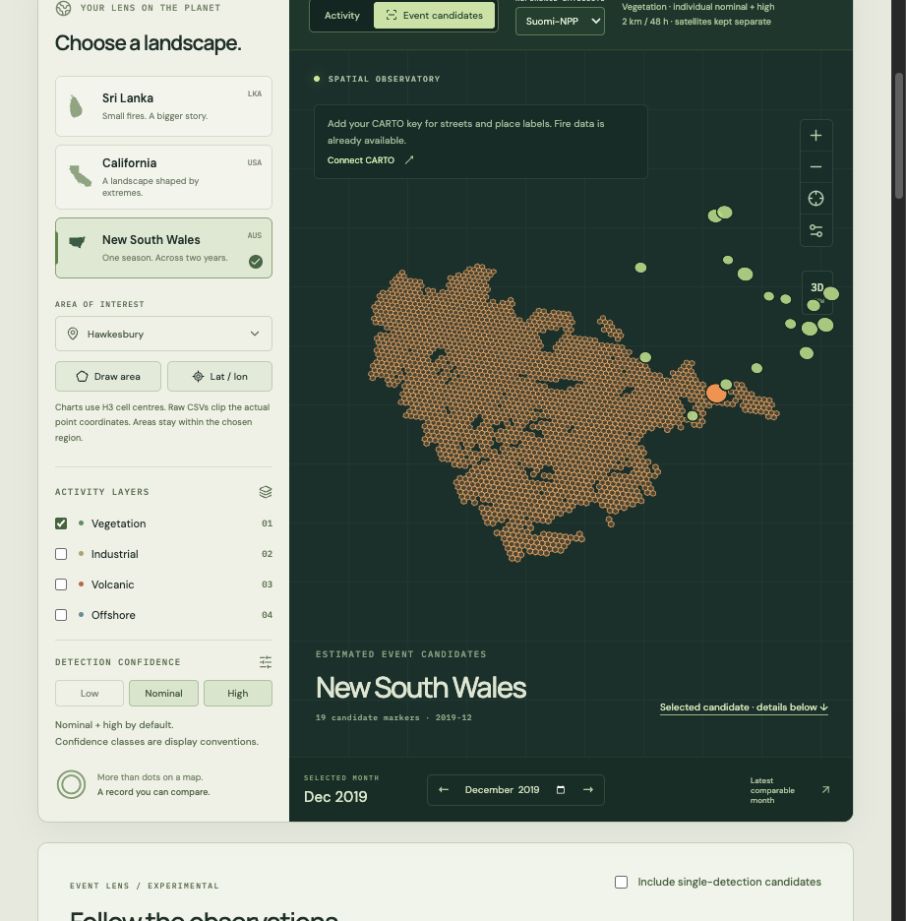 YOUR LENS ON THE PLANET
Choose a landscape.
Sri Lanka
LKA
Small fires. A bigger story.
California
USA
A landscape shaped by
extremes.
New South Wales
AUS
One season. Across two years.
AREA OF INTEREST
Hawkesbury
Draw area
Lat / lon
Charts use H3 cell centres. Raw CSVs clip the actual
point coordinates. Areas stay within the chosen
region.
ACTIVITY LAYERS
Vegetation
01
Industrial
02
Volcanic
03
Offshore
04
DETECTION CONFIDENCE
Low
Nominal
High
Nominal + high by default.
Confidence classes are display conventions.
More than dots on a map.
A record you can compare.
Activity
Event candidates
Suomi-NPP
Vegetation · individual nominal + high
2 km / 48 h · satellites kept separate
SPATIAL OBSERVATORY
Add your CARTO key for streets and place labels. Fire data is
already available.
Connect CARTO
3D
ESTIMATED EVENT CANDIDATES
New South Wales
19 candidate markers · 2019-12
Selected candidate · details below ↓
SELECTED MONTH
Dec 2019
← December 2019 →
Latest
comparable
month
EVENT LENS / EXPERIMENTAL
Include single-detection candidates
Follow the observations